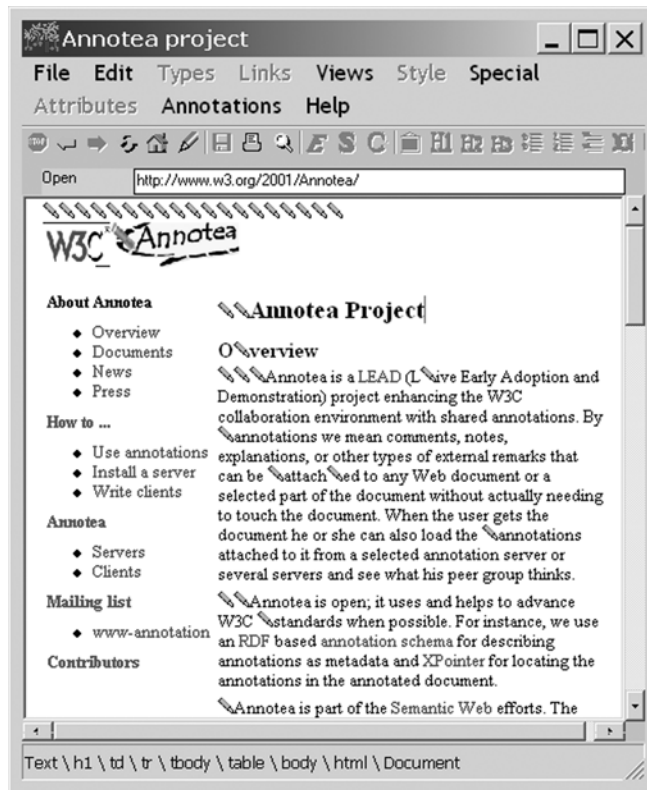 Annotea project
File Edit Types Links Views Style Special
Attributes Annotations Help
E S C H1 H2 H3
Open http://www.w3.org/2001/Annotea/
W3C Annotea
About Annotea
Overview
Documents
News
Press
How to ...
Use annotations
Install a server
Write clients
Annotea
Servers
Clients
Mailing list
www-annotation
Contributors
Annotea Project
Overview
Annotea is a LEAD (Live Early Adoption and
Demonstration) project enhancing the W3C
collaboration environment with shared annotations. By
annotations we mean comments, notes,
explanations, or other types of external remarks that
can be attached to any Web document or a
selected part of the document without actually needing
to touch the document. When the user gets the
document he or she can also load the annotations
attached to it from a selected annotation server or
several servers and see what his peer group thinks.
Annotea is open; it uses and helps to advance
W3C standards when possible. For instance, we use
an RDF based annotation schema for describing
annotations as metadata and XPointer for locating the
annotations in the annotated document.
Annotea is part of the Semantic Web efforts. The
Text \ h1 \ td \ tr \ tbody \ table \ body \ html \ Document